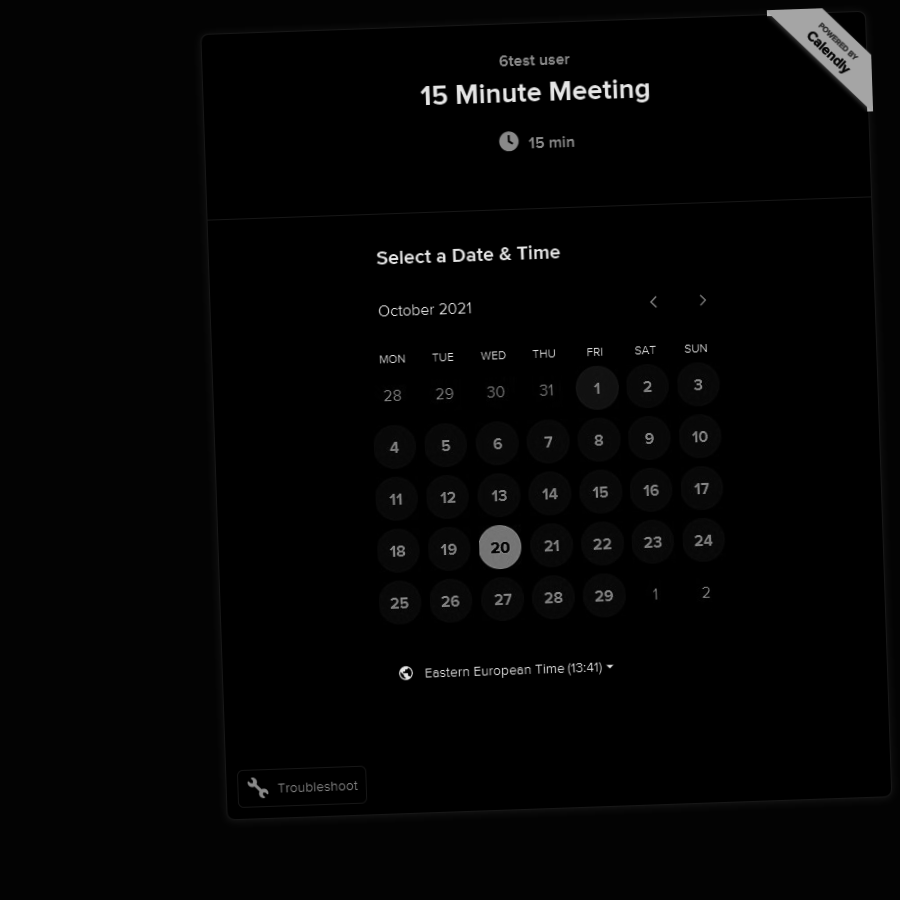 POWERED BY
Calendly
6test user
15 Minute Meeting
15 min
Select a Date & Time
October 2021
MON TUE WED THU FRI SAT SUN
28 29 30 31 1 2 3
4 5 6 7 8 9 10
11 12 13 14 15 16 17
18 19 20 21 22 23 24
25 26 27 28 29 1 2
Eastern European Time (13:41)
Troubleshoot